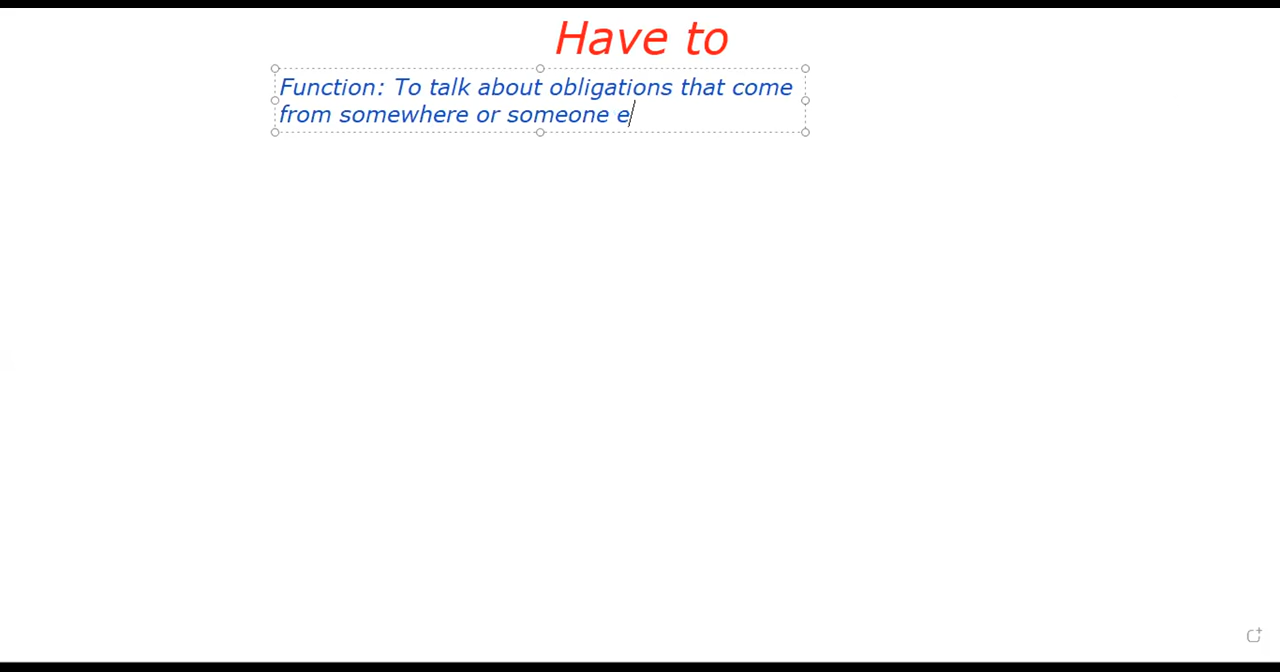 Have to
Function: To talk about obligations that come
from somewhere or someone e